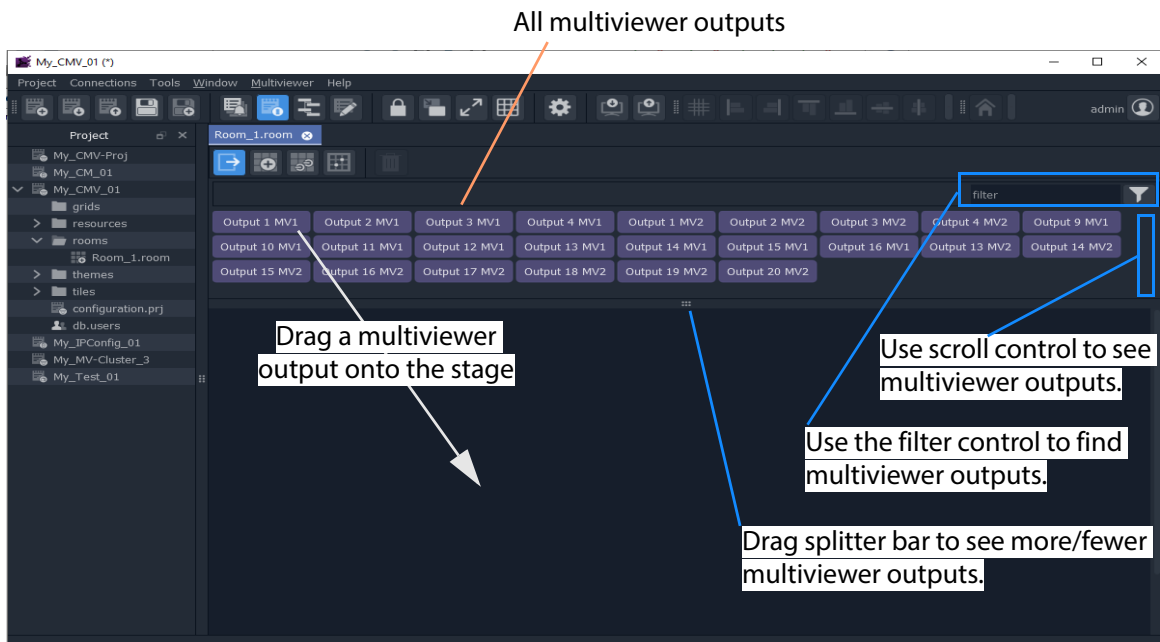 All multiviewer outputs
My_CMV_01 (*)
Project Connections Tools Window Multiviewer Help
admin
Project
Room_1.room
My_CMV-Proj
My_CM_01
My_CMV_01
grids
resources
rooms
Room_1.room
themes
tiles
configuration.prj
db.users
My_IPConfig_01
My_MV-Cluster_3
My_Test_01
filter
Output 1 MV1 Output 2 MV1 Output 3 MV1 Output 4 MV1 Output 1 MV2 Output 2 MV2 Output 3 MV2 Output 4 MV2 Output 9 MV1
Output 10 MV1 Output 11 MV1 Output 12 MV1 Output 13 MV1 Output 14 MV1 Output 15 MV1 Output 16 MV1 Output 13 MV2 Output 14 MV2
Output 15 MV2 Output 16 MV2 Output 17 MV2 Output 18 MV2 Output 19 MV2 Output 20 MV2
Drag a multiviewer
output onto the stage
Use scroll control to see
multiviewer outputs.
Use the filter control to find
multiviewer outputs.
Drag splitter bar to see more/fewer
multiviewer outputs.